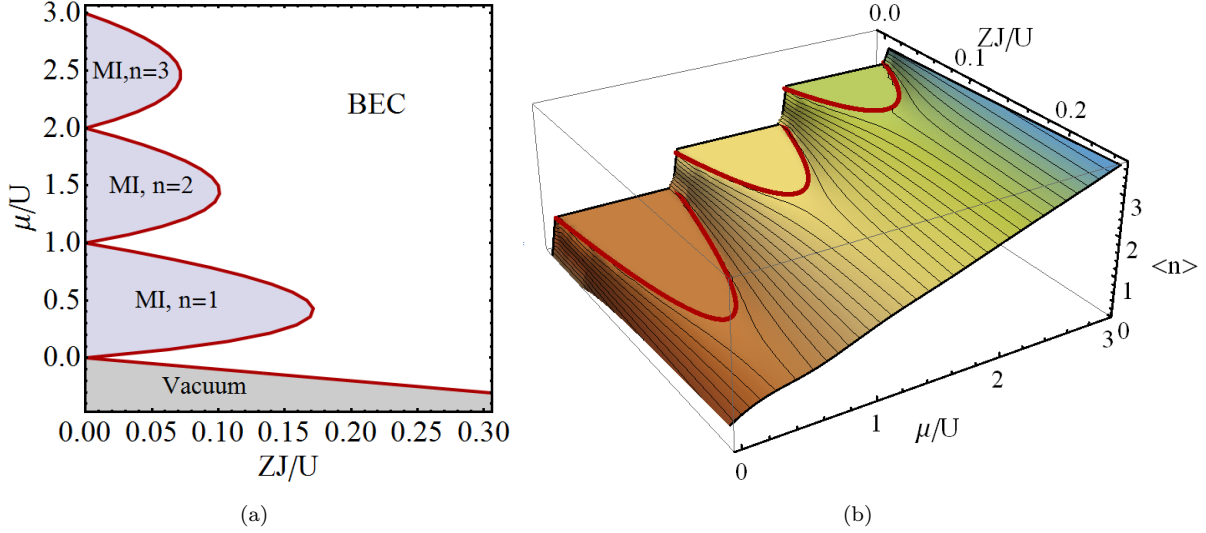 3.0
2.5
2.0
1.5
1.0
0.5
0.0
μ/U
MI,n=3
MI, n=2
MI, n=1
BEC
Vacuum
0.00 0.05 0.10 0.15 0.20 0.25 0.30
ZJ/U
(a)
0.0
ZJ/U
0.1
0.2
3
2
1
0
<n>
3
2
1
0
μ/U
(b)